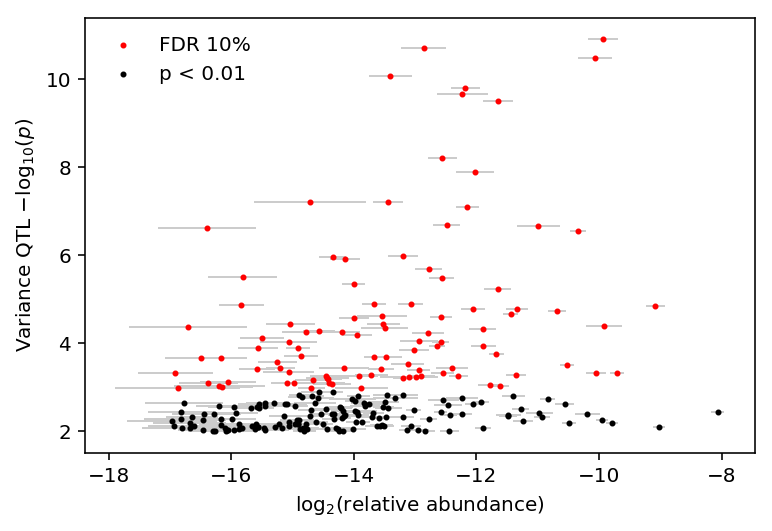 FDR 10%
p < 0.01
Variance QTL −log₁₀(p)
10
8
6
4
2
−18 −16 −14 −12 −10 −8
log₂(relative abundance)